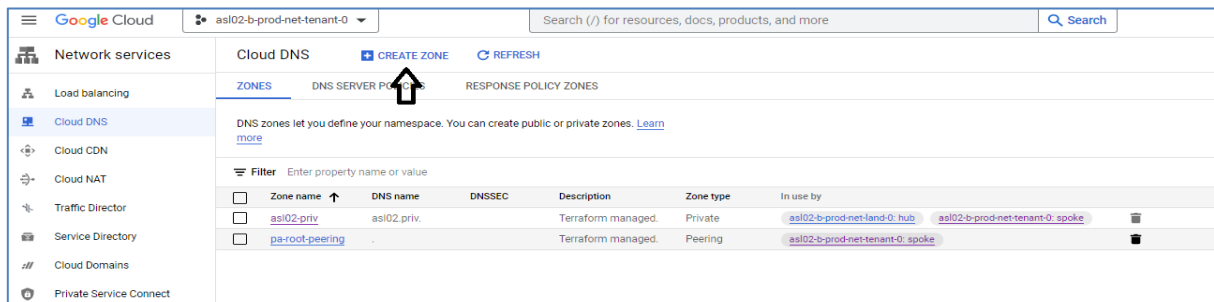 Google Cloud
asl02-b-prod-net-tenant-0
Search (/) for resources, docs, products, and more
Search
Network services
Cloud DNS
CREATE ZONE
REFRESH
Load balancing
Cloud DNS
Cloud CDN
Cloud NAT
Traffic Director
Service Directory
Cloud Domains
Private Service Connect
ZONES DNS SERVER POLICIES RESPONSE POLICY ZONES
DNS zones let you define your namespace. You can create public or private zones. Learn
more
Filter Enter property name or value
Zone name DNS name DNSSEC Description Zone type In use by
asl02-priv asl02.priv. Terraform managed. Private asl02-b-prod-net-land-0: hub asl02-b-prod-net-tenant-0: spoke
pa-root-peering . Terraform managed. Peering asl02-b-prod-net-tenant-0: spoke